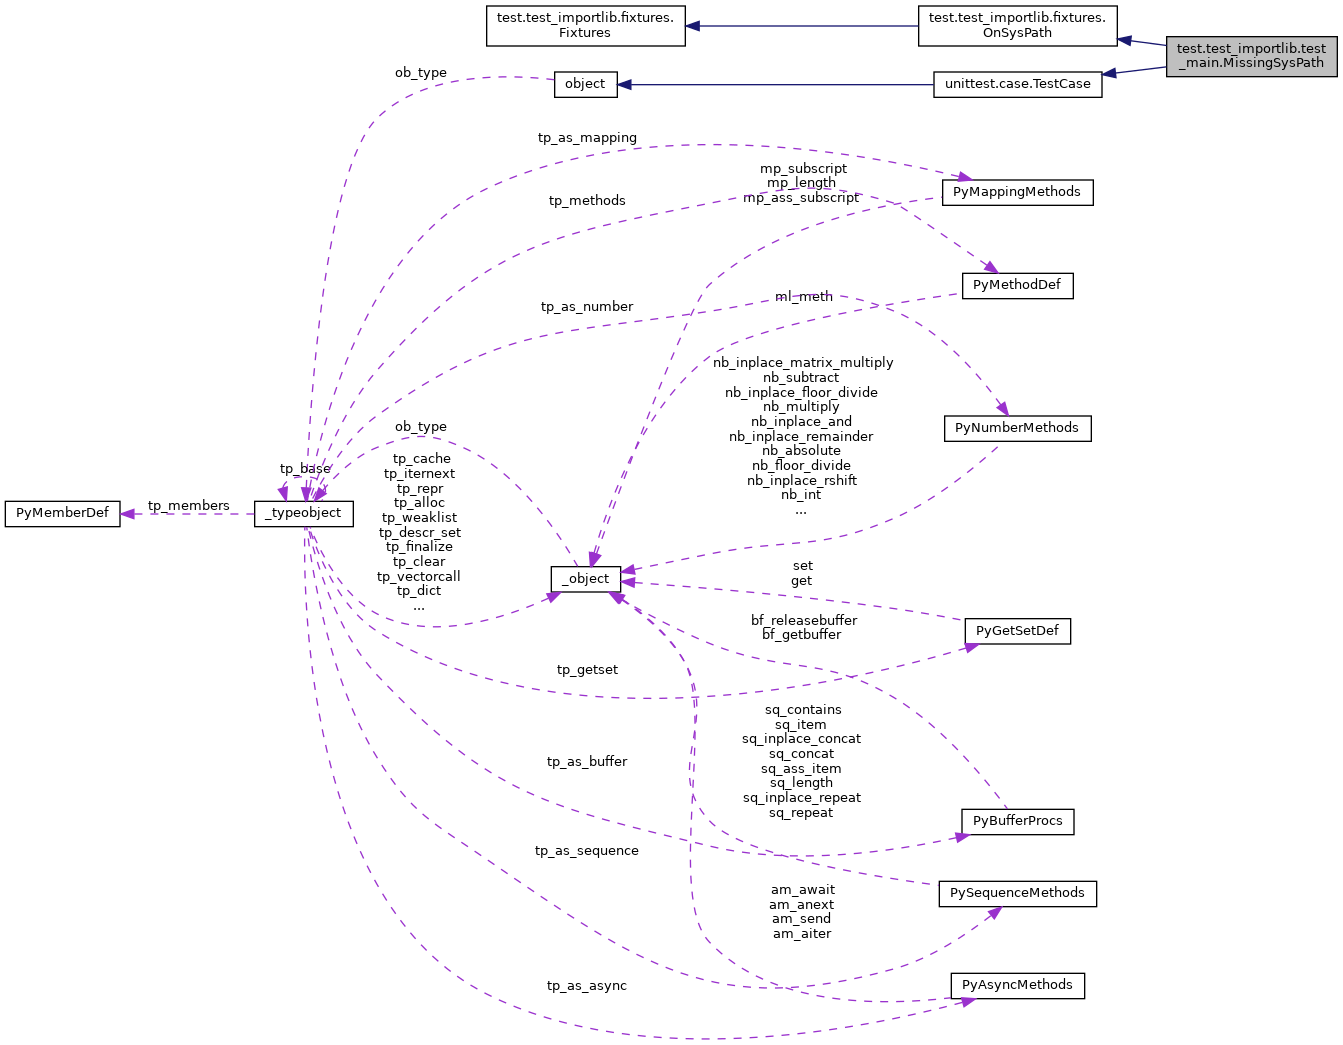 test.test_importlib.fixtures.
Fixtures
test.test_importlib.fixtures.
OnSysPath
test.test_importlib.test
_main.MissingSysPath
ob_type
object
unittest.case.TestCase
tp_as_mapping
mp_subscript
mp_length
mp_ass_subscript
PyMappingMethods
tp_methods
PyMethodDef
tp_as_number
ml_meth
nb_inplace_matrix_multiply
nb_subtract
nb_inplace_floor_divide
nb_multiply
nb_inplace_and
nb_inplace_remainder
nb_absolute
nb_floor_divide
nb_inplace_rshift
nb_int
...
PyNumberMethods
ob_type
tp_cache
tp_iternext
tp_repr
tp_alloc
tp_weaklist
tp_descr_set
tp_finalize
tp_clear
tp_vectorcall
tp_dict
...
tp_base
PyMemberDef
tp_members
_typeobject
_object
set
get
bf_releasebuffer
bf_getbuffer
PyGetSetDef
tp_getset
sq_contains
sq_item
sq_inplace_concat
sq_concat
sq_ass_item
sq_length
sq_inplace_repeat
sq_repeat
tp_as_buffer
PyBufferProcs
tp_as_sequence
PySequenceMethods
am_await
am_anext
am_send
am_aiter
tp_as_async
PyAsyncMethods